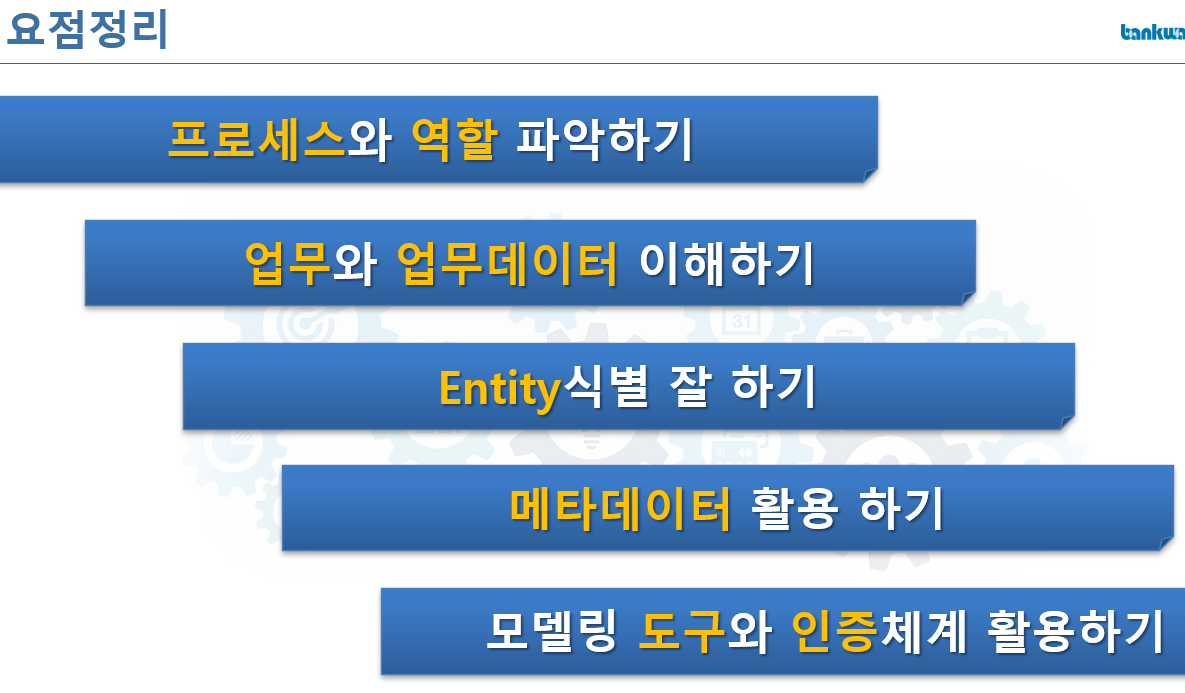 요점정리
프로세스와 역할 파악하기
업무와 업무데이터 이해하기
31
Entity식별 잘 하기
메타데이터 활용 하기
모델링 도구와 인증체계 활용하기